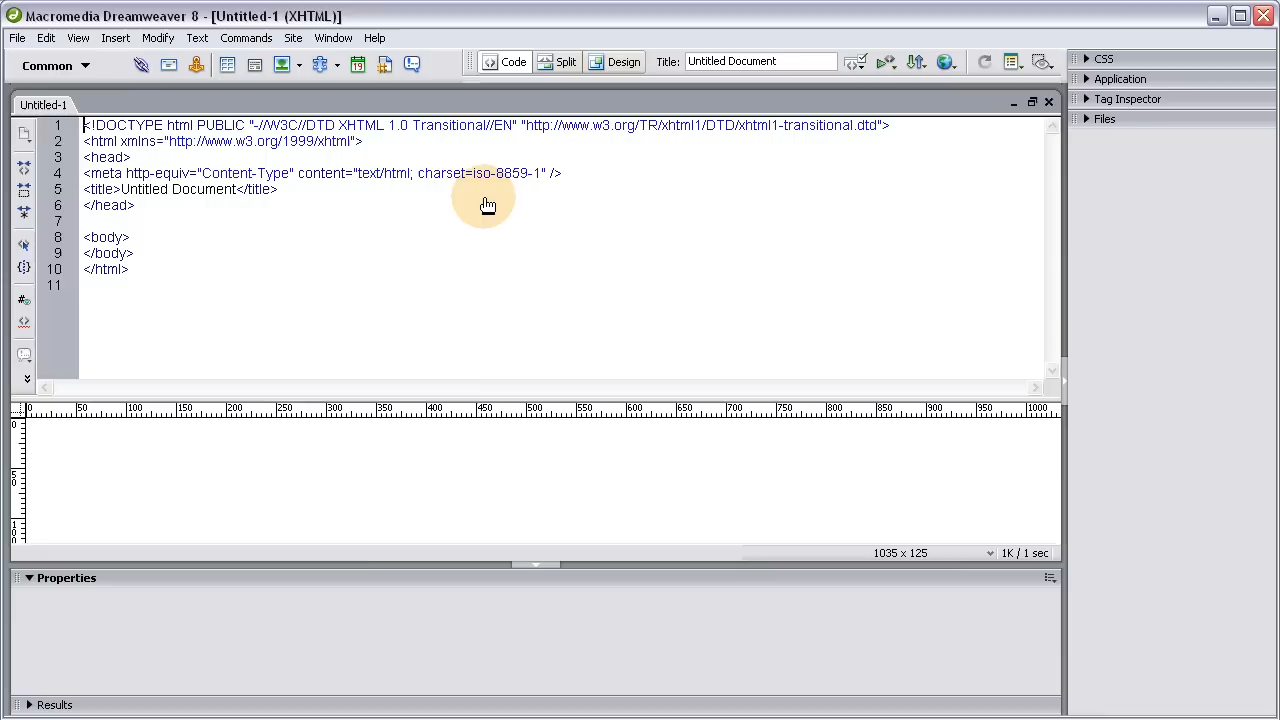 Macromedia Dreamweaver 8 - [Untitled-1 (XHTML)]
File Edit View Insert Modify Text Commands Site Window Help
Common Code Split Design Title: Untitled Document
CSS
Application
Tag Inspector
Files
Untitled-1
1 <!DOCTYPE html PUBLIC "-//W3C//DTD XHTML 1.0 Transitional//EN" "http://www.w3.org/TR/xhtml1/DTD/xhtml1-transitional.dtd">
2 <html xmlns="http://www.w3.org/1999/xhtml">
3 <head>
4 <meta http-equiv="Content-Type" content="text/html; charset=iso-8859-1" />
5 <title>Untitled Document</title>
6 </head>
7
8 <body>
9 </body>
10 </html>
11
0 50 100 150 200 250 300 350 400 450 500 550 600 650 700 750 800 850 900 950 1000
0
50
100
1035 x 125 1K / 1 sec
Properties
Results